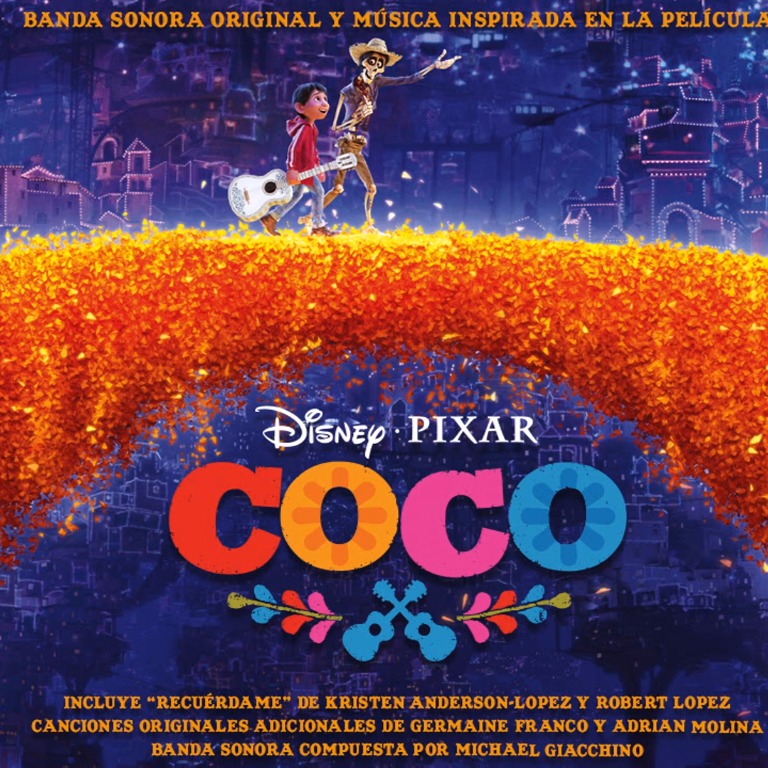 BANDA SONORA ORIGINAL Y MÚSICA INSPIRADA EN LA PELÍCULA
DISNEY · PIXAR
COCO
INCLUYE “RECUÉRDAME” DE KRISTEN ANDERSON-LOPEZ Y ROBERT LOPEZ
CANCIONES ORIGINALES ADICIONALES DE GERMAINE FRANCO Y ADRIAN MOLINA
BANDA SONORA COMPUESTA POR MICHAEL GIACCHINO